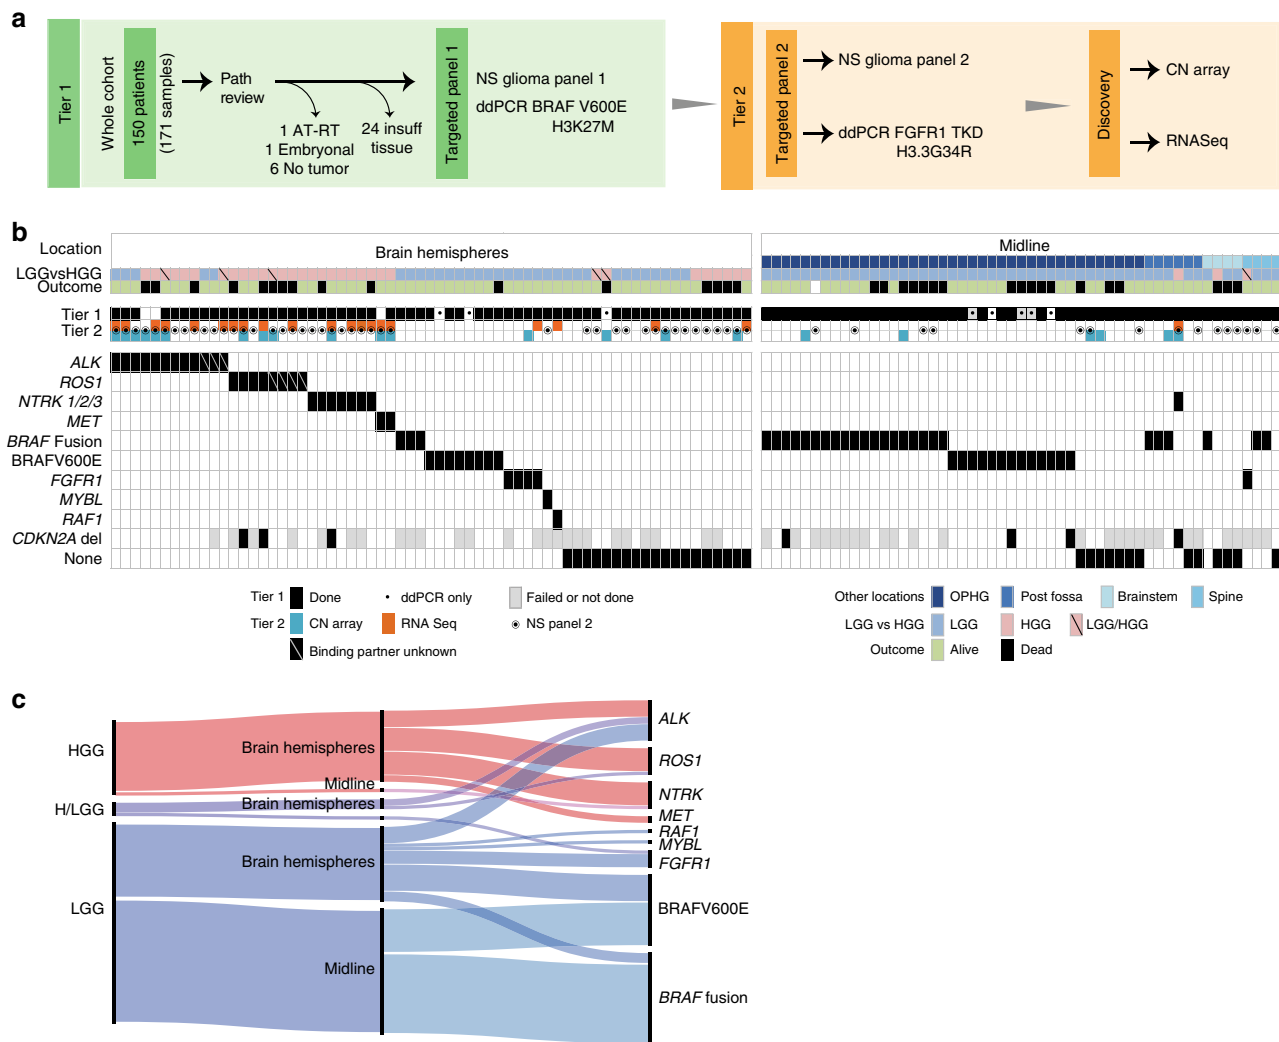 a
Tier 1
Whole cohort
150 patients
(171 samples)
Path
review
1 AT-RT
1 Embryonal
6 No tumor
24 insuff
tissue
Targeted panel 1
NS glioma panel 1
ddPCR BRAF V600E
H3K27M
Tier 2
Targeted panel 2
NS glioma panel 2
ddPCR FGFR1 TKD
H3.3G34R
Discovery
CN array
RNASeq
b
Location
Brain hemispheres
Midline
LGGvsHGG
Outcome
Tier 1
Tier 2
ALK
ROS1
NTRK 1/2/3
MET
BRAF Fusion
BRAFV600E
FGFR1
MYBL
RAF1
CDKN2A del
None
Tier 1 Done ddPCR only Failed or not done
Tier 2 CN array RNA Seq NS panel 2
Binding partner unknown
Other locations OPHG Post fossa Brainstem Spine
LGG vs HGG LGG HGG LGG/HGG
Outcome Alive Dead
c
HGG
H/LGG
LGG
Brain hemispheres
Midline
Brain hemispheres
Brain hemispheres
Midline
ALK
ROS1
NTRK
MET
RAF1
MYBL
FGFR1
BRAFV600E
BRAF fusion